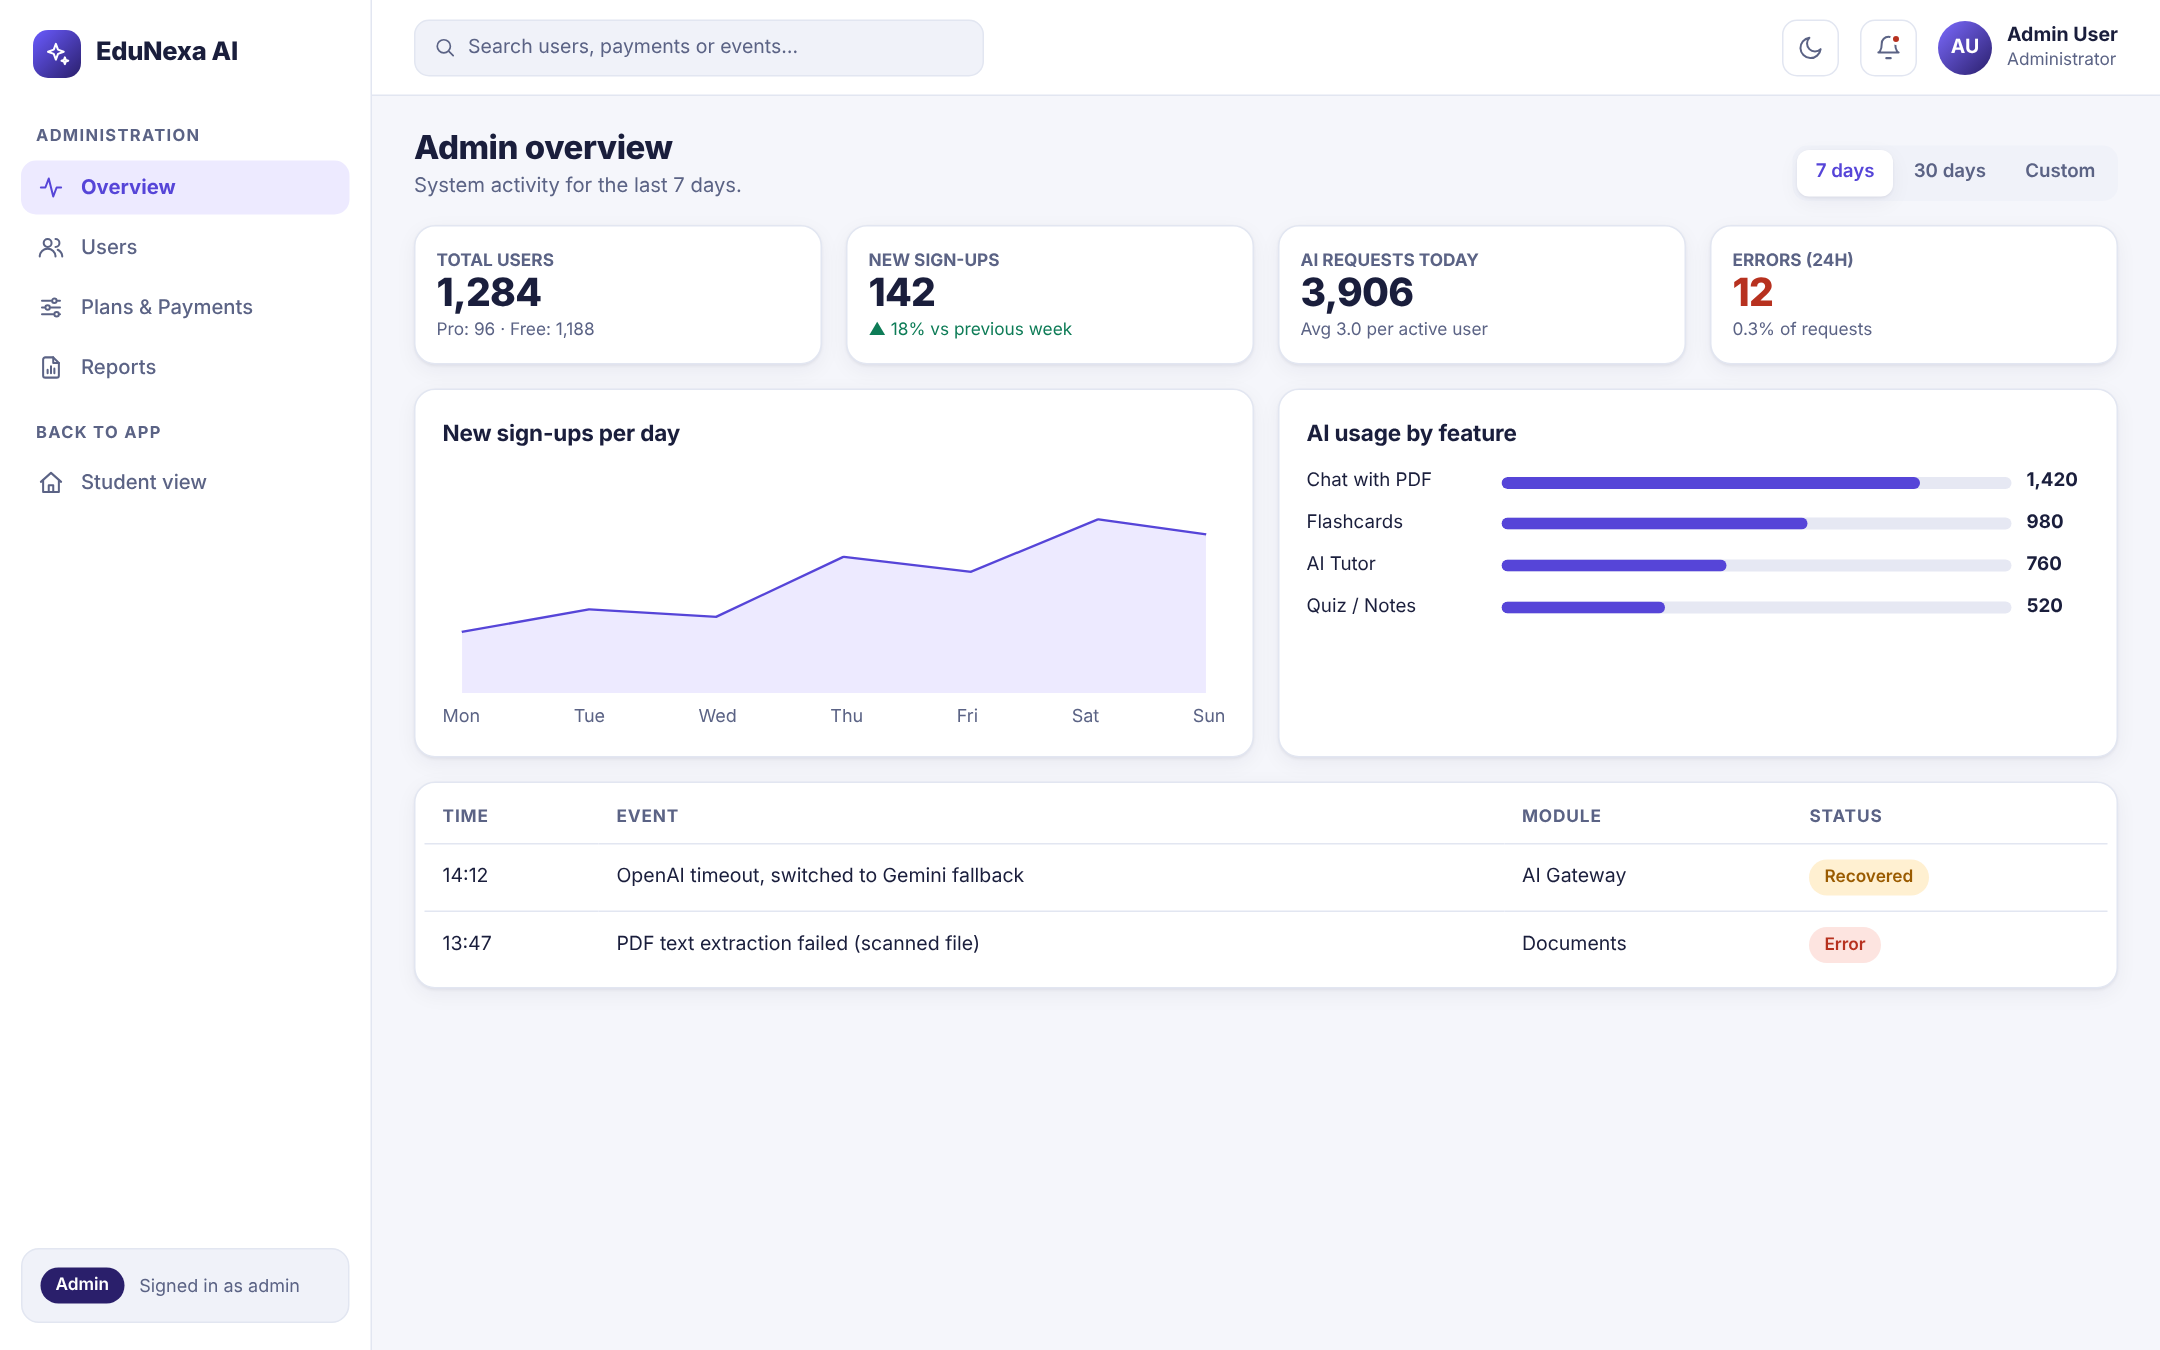 EduNexa AI
ADMINISTRATION
Overview
Users
Plans & Payments
Reports
BACK TO APP
Student view
Admin
Signed in as admin
Search users, payments or events...
AU
Admin User
Administrator
Admin overview
System activity for the last 7 days.
7 days
30 days
Custom
TOTAL USERS
1,284
Pro: 96 · Free: 1,188
NEW SIGN-UPS
142
▲ 18% vs previous week
AI REQUESTS TODAY
3,906
Avg 3.0 per active user
ERRORS (24H)
12
0.3% of requests
New sign-ups per day
Mon Tue Wed Thu Fri Sat Sun
AI usage by feature
Chat with PDF 1,420
Flashcards 980
AI Tutor 760
Quiz / Notes 520
TIME EVENT MODULE STATUS
14:12 OpenAI timeout, switched to Gemini fallback AI Gateway Recovered
13:47 PDF text extraction failed (scanned file) Documents Error